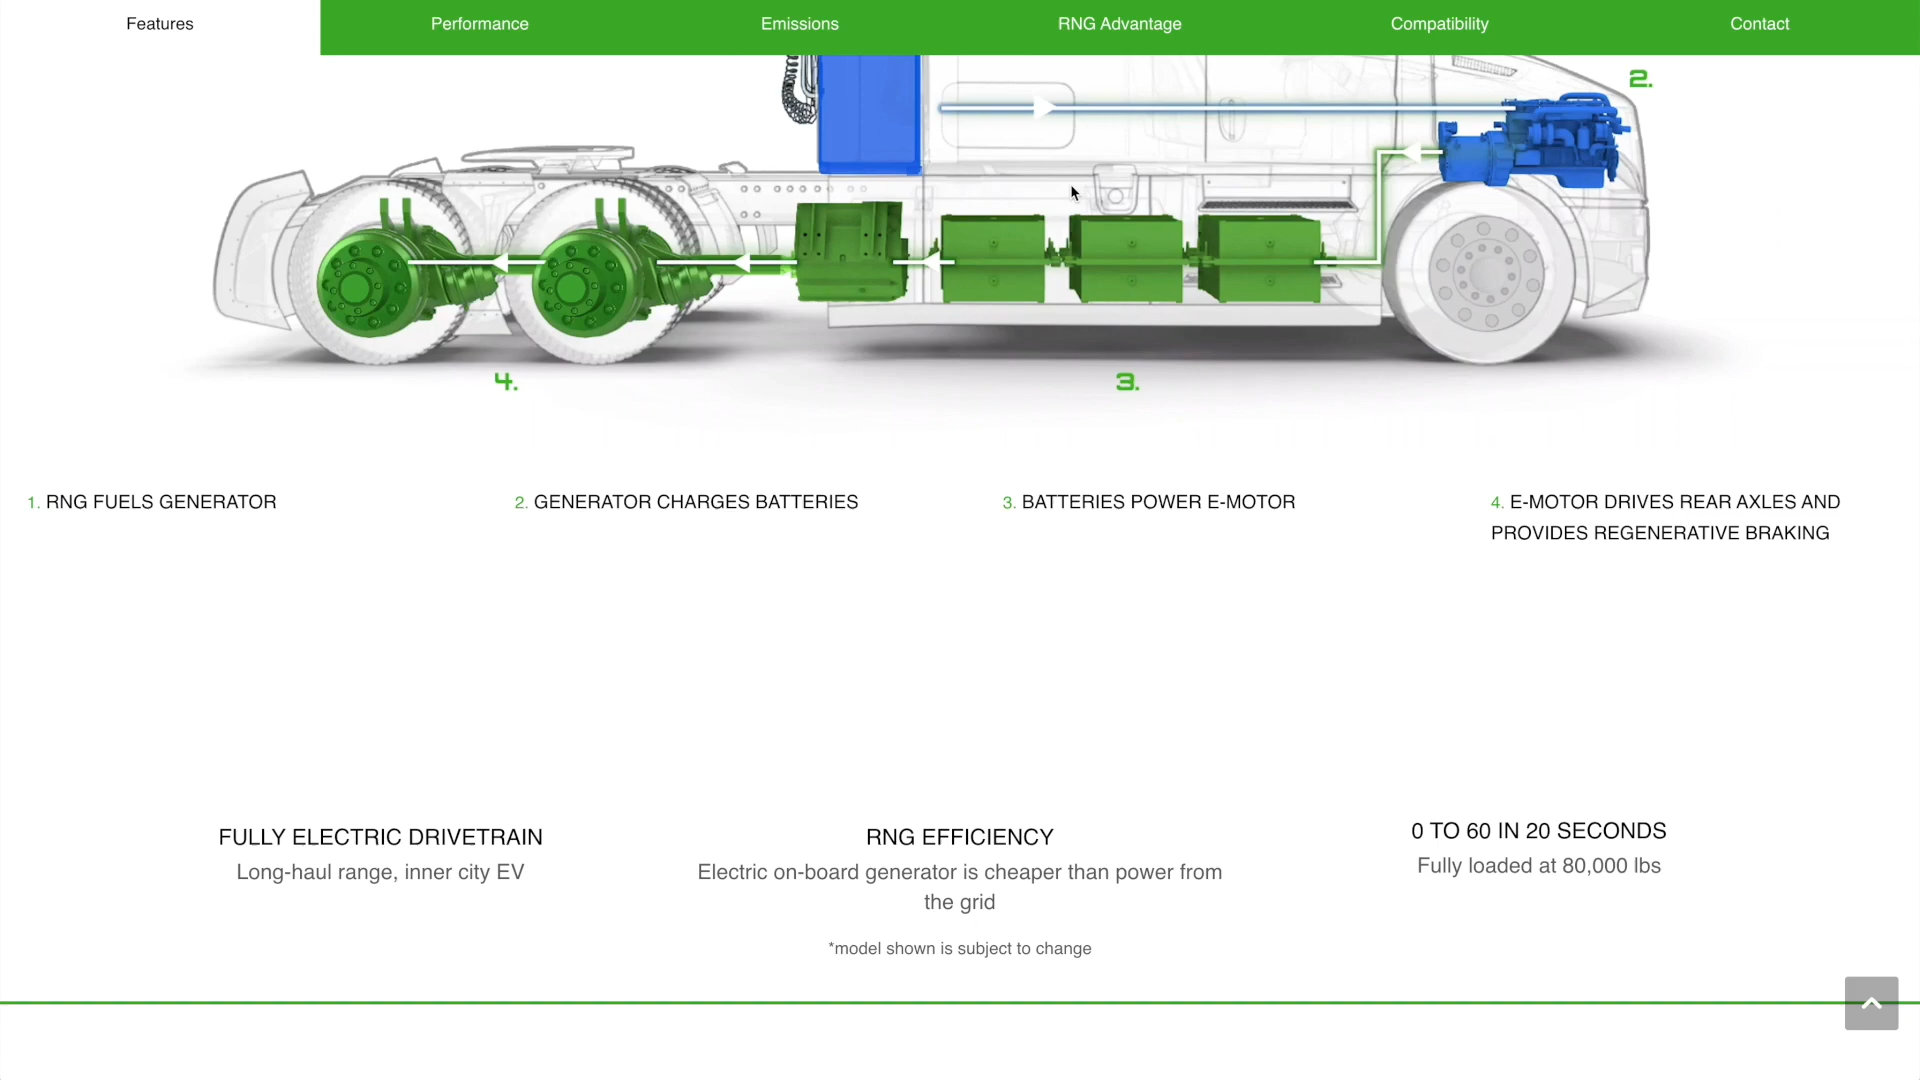 Features
Performance
Emissions
RNG Advantage
Compatibility
Contact
2.
4.
3.
1. RNG FUELS GENERATOR
2. GENERATOR CHARGES BATTERIES
3. BATTERIES POWER E-MOTOR
4. E-MOTOR DRIVES REAR AXLES AND
PROVIDES REGENERATIVE BRAKING
FULLY ELECTRIC DRIVETRAIN
Long-haul range, inner city EV
RNG EFFICIENCY
Electric on-board generator is cheaper than power from
the grid
*model shown is subject to change
0 TO 60 IN 20 SECONDS
Fully loaded at 80,000 lbs